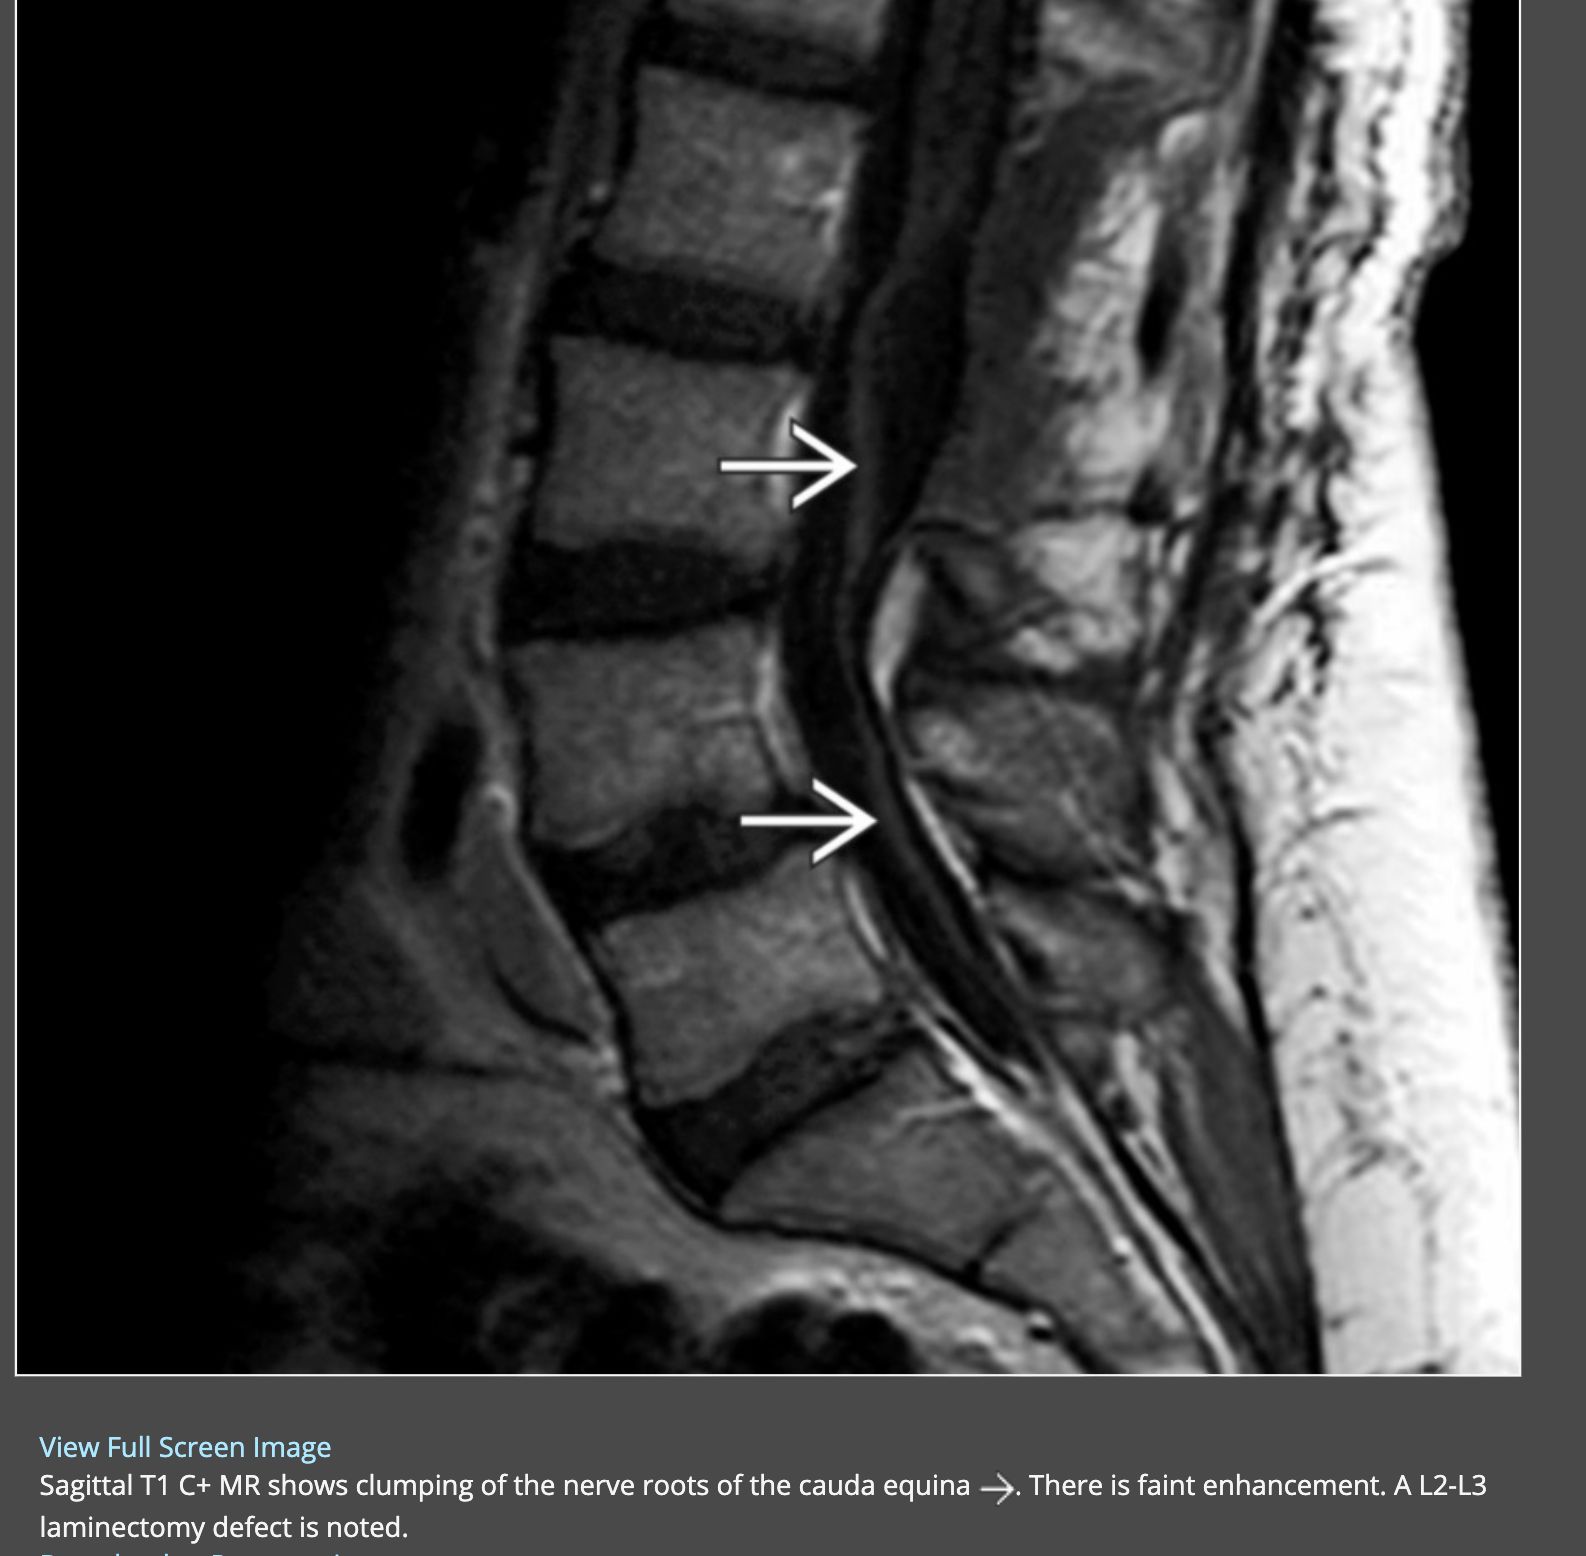 View Full Screen Image
Sagittal T1 C+ MR shows clumping of the nerve roots of the cauda equina →. There is faint enhancement. A L2-L3
laminectomy defect is noted.